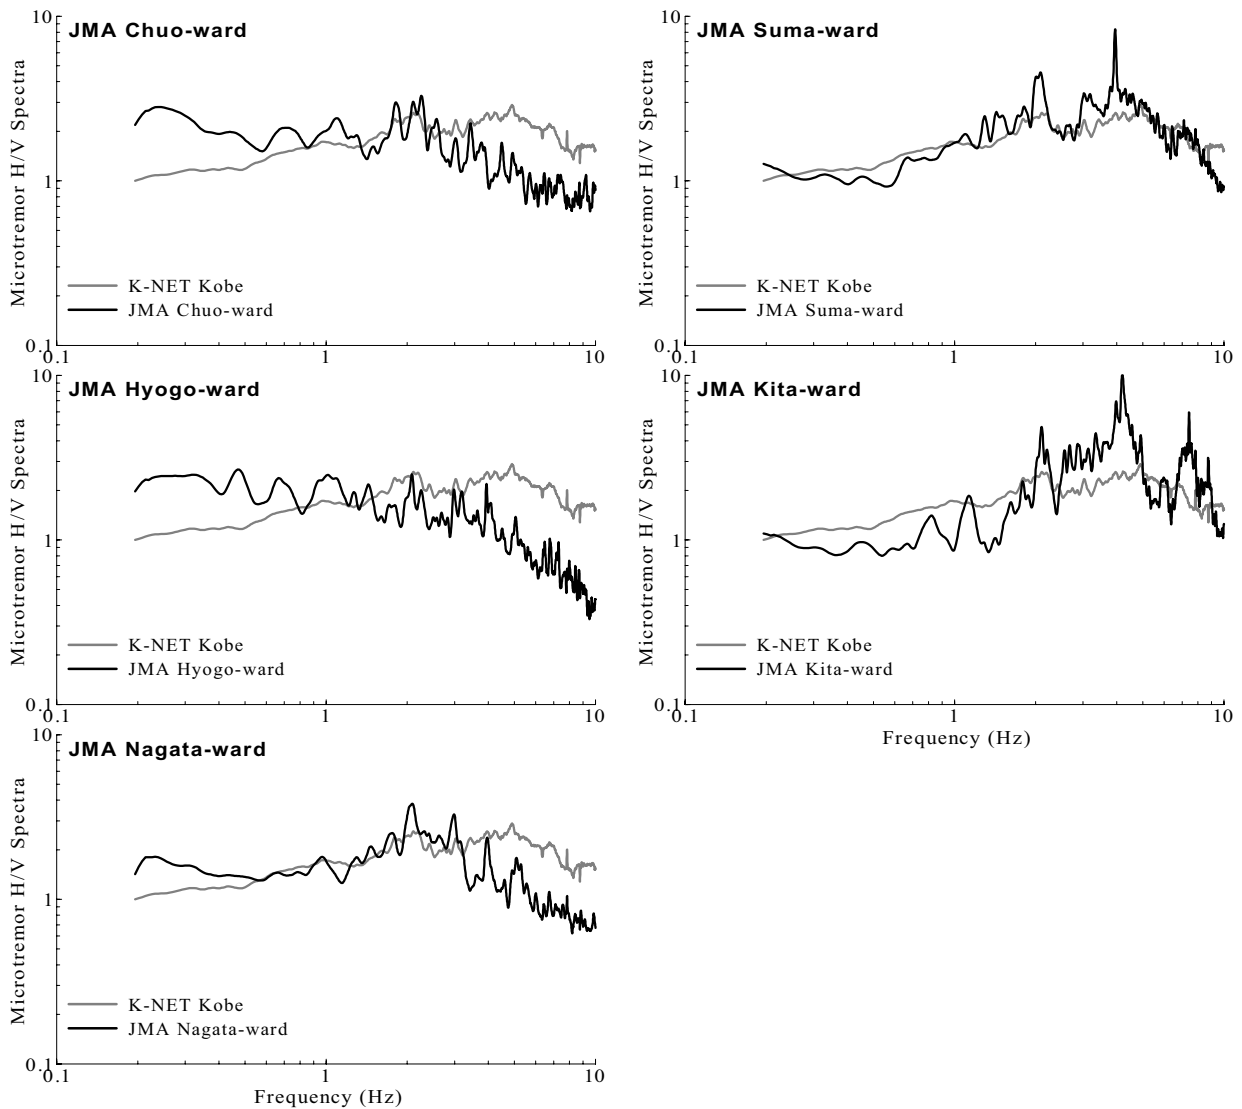 JMA Chuo-ward
Microtremor H/V Spectra
10
1
0.1
K-NET Kobe
JMA Chuo-ward
0.1
1
10
JMA Suma-ward
Microtremor H/V Spectra
10
1
0.1
K-NET Kobe
JMA Suma-ward
0.1
1
10
JMA Hyogo-ward
Microtremor H/V Spectra
10
1
0.1
K-NET Kobe
JMA Hyogo-ward
0.1
1
10
JMA Kita-ward
Microtremor H/V Spectra
10
1
0.1
K-NET Kobe
JMA Kita-ward
0.1
1
10
Frequency (Hz)
JMA Nagata-ward
Microtremor H/V Spectra
10
1
0.1
K-NET Kobe
JMA Nagata-ward
0.1
1
10
Frequency (Hz)